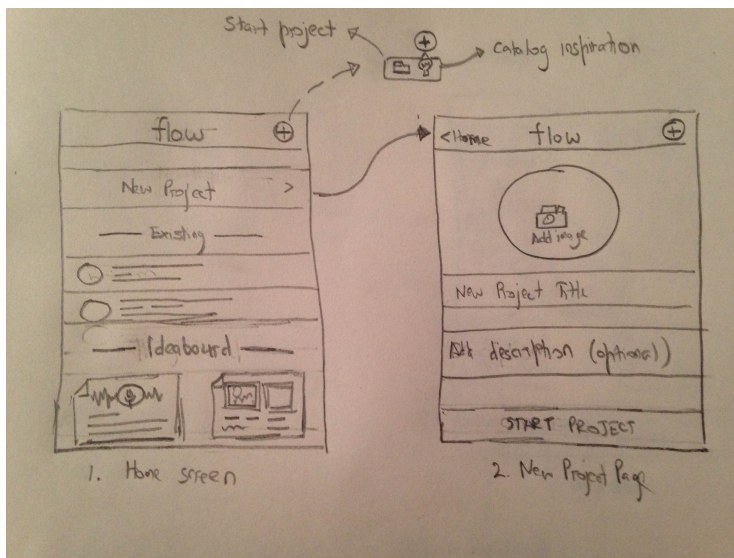 Start project
catalog inspiration
flow
New Project >
Existing
Ideaboard
1. Home screen
< Home flow
Add image
New Project Title
Add description (optional)
START PROJECT
2. New Project Page